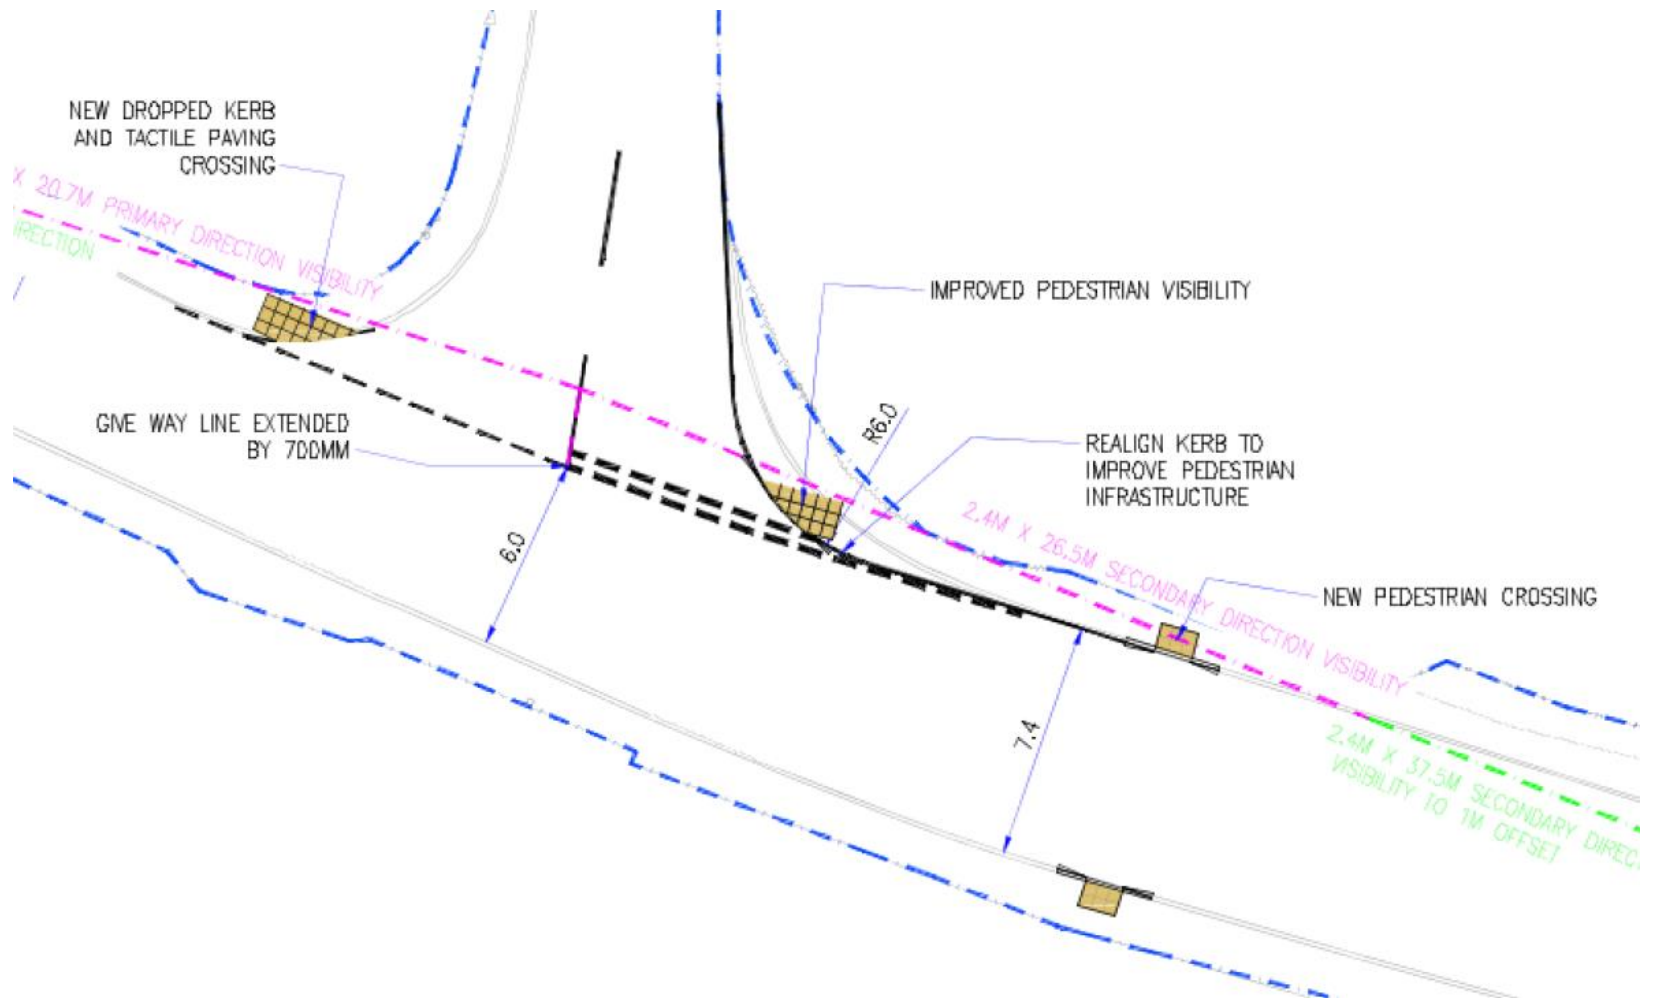 NEW DROPPED KERB
AND TACTILE PAVING
CROSSING
X 20.7M PRIMARY DIRECTION VISIBILITY
DIRECTION
IMPROVED PEDESTRIAN VISIBILITY
GIVE WAY LINE EXTENDED
BY 700MM
R6.0
REALIGN KERB TO
IMPROVE PEDESTRIAN
INFRASTRUCTURE
6.0
2.4M X 26.5M SECONDARY DIRECTION VISIBILITY
NEW PEDESTRIAN CROSSING
7.4
2.4M X 37.5M SECONDARY DIREC
VISIBILITY TO 1M OFFSET